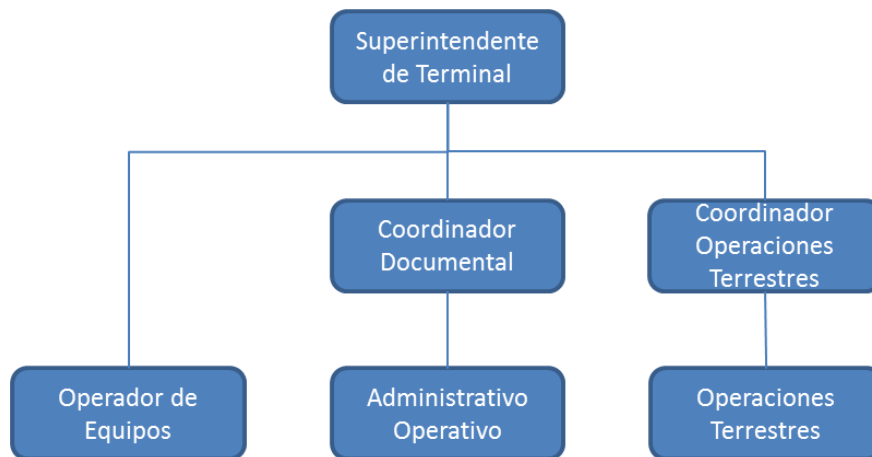 Superintendente
de Terminal
Coordinador
Documental
Coordinador
Operaciones
Terrestres
Operador de
Equipos
Administrativo
Operativo
Operaciones
Terrestres